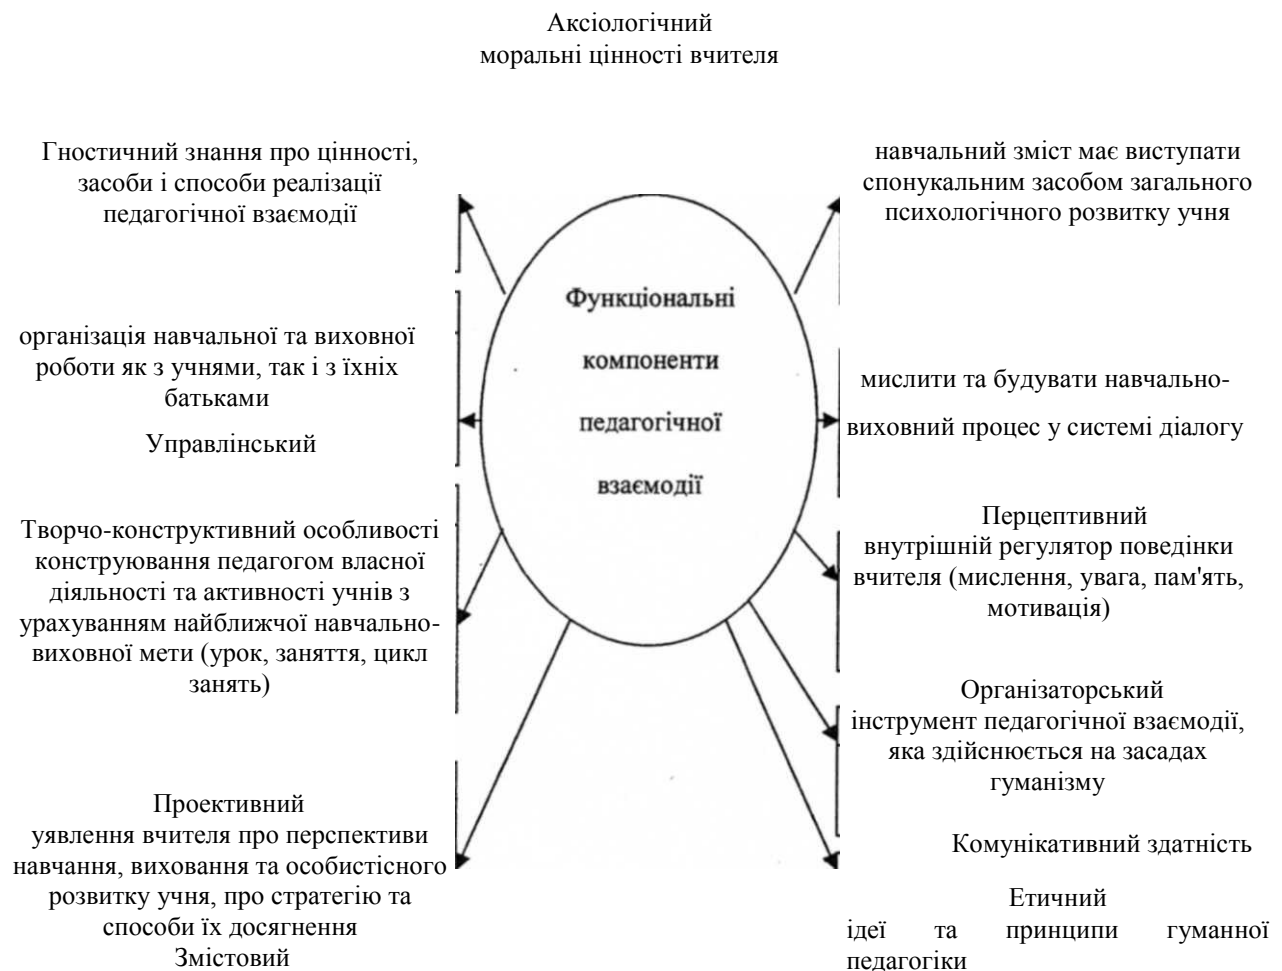 Аксіологічний
моральні цінності вчителя
Гностичний знання про цінності,
засоби і способи реалізації
педагогічної взаємодії
організація навчальної та виховної
роботи як з учнями, так і з їхніх
батьками
Управлінський
Творчо-конструктивний особливості
конструювання педагогом власної
діяльності та активності учнів з
урахуванням найближчої навчально-
виховної мети (урок, заняття, цикл
занять)
Проективний
уявлення вчителя про перспективи
навчання, виховання та особистісного
розвитку учня, про стратегію та
способи їх досягнення
Змістовий
Функціональні
компоненти
педагогічної
взаємодії
навчальний зміст має виступати
спонукальним засобом загального
психологічного розвитку учня
мислити та будувати навчально-
виховний процес у системі діалогу
Перцептивний
внутрішній регулятор поведінки
вчителя (мислення, увага, пам'ять,
мотивація)
Організаторський
інструмент педагогічної взаємодії,
яка здійснюється на засадах
гуманізму
Комунікативний здатність
Етичний
ідеї та принципи гуманної
педагогіки